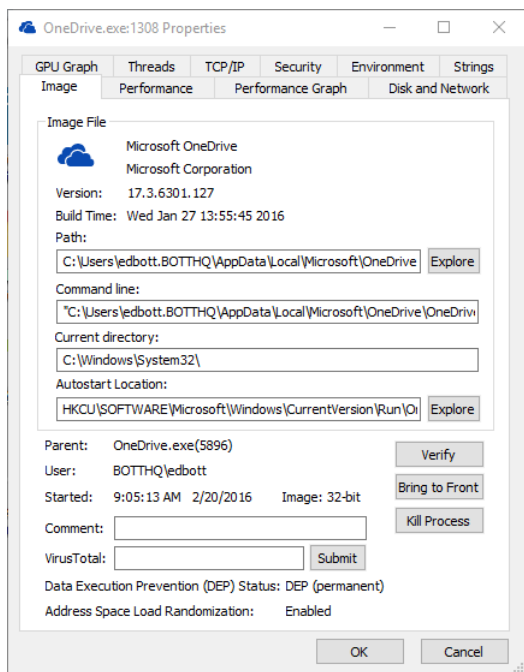 OneDrive.exe:1308 Properties
GPU Graph Threads TCP/IP Security Environment Strings
Image Performance Performance Graph Disk and Network
Image File
Microsoft OneDrive
Microsoft Corporation
Version: 17.3.6301.127
Build Time: Wed Jan 27 13:55:45 2016
Path:
C:\Users\edbott.BOTTHQ\AppData\Local\Microsoft\OneDrive Explore
Command line:
"C:\Users\edbott.BOTTHQ\AppData\Local\Microsoft\OneDrive\OneDriv
Current directory:
C:\Windows\System32\
Autostart Location:
HKCU\SOFTWARE\Microsoft\Windows\CurrentVersion\Run\O Explore
Parent: OneDrive.exe(5896)
Verify
User: BOTTHQ\edbott
Started: 9:05:13 AM 2/20/2016 Image: 32-bit
Bring to Front
Comment:
Kill Process
VirusTotal: Submit
Data Execution Prevention (DEP) Status: DEP (permanent)
Address Space Load Randomization: Enabled
OK Cancel